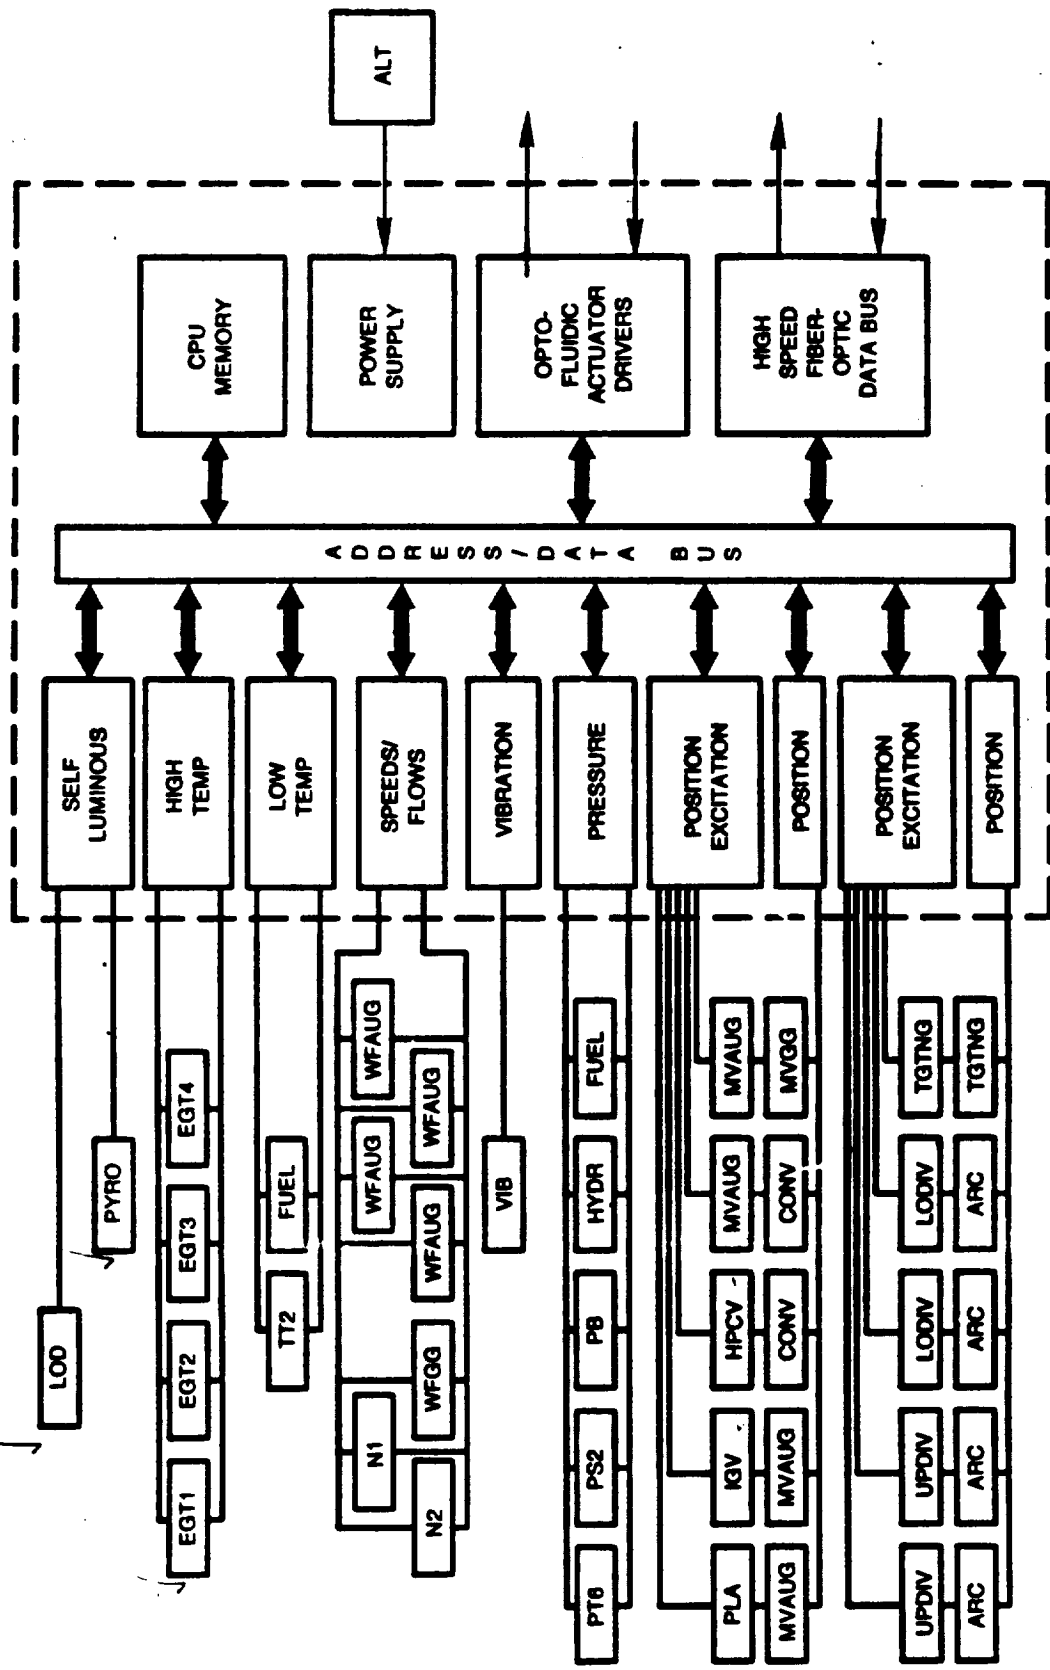 LOD
PYRO
SELF
LUMINOUS
EGT1
EGT2
EGT3
EGT4
HIGH
TEMP
TT2
FUEL
LOW
TEMP
N2
N1
WFGG
WFAUG
WFAUG
WFAUG
WFAUG
SPEEDS/
FLOWS
VIB
VIBRATION
PT6
PS2
PB
HYDR
FUEL
PRESSURE
PLA
IGV
HPCV
MVAUG
MVAUG
POSITION
EXCITATION
MVAUG
MVAUG
CONV
CONV
MVGG
POSITION
UPDIV
UPDIV
LODIV
LODIV
TGTNG
POSITION
EXCITATION
ARC
ARC
ARC
ARC
TGTNG
POSITION
ADDRESS/DATA BUS
CPU
MEMORY
POWER
SUPPLY
ALT
OPTO-
FLUIDIC
ACTUATOR
DRIVERS
HIGH
SPEED
FIBER-
OPTIC
DATA BUS